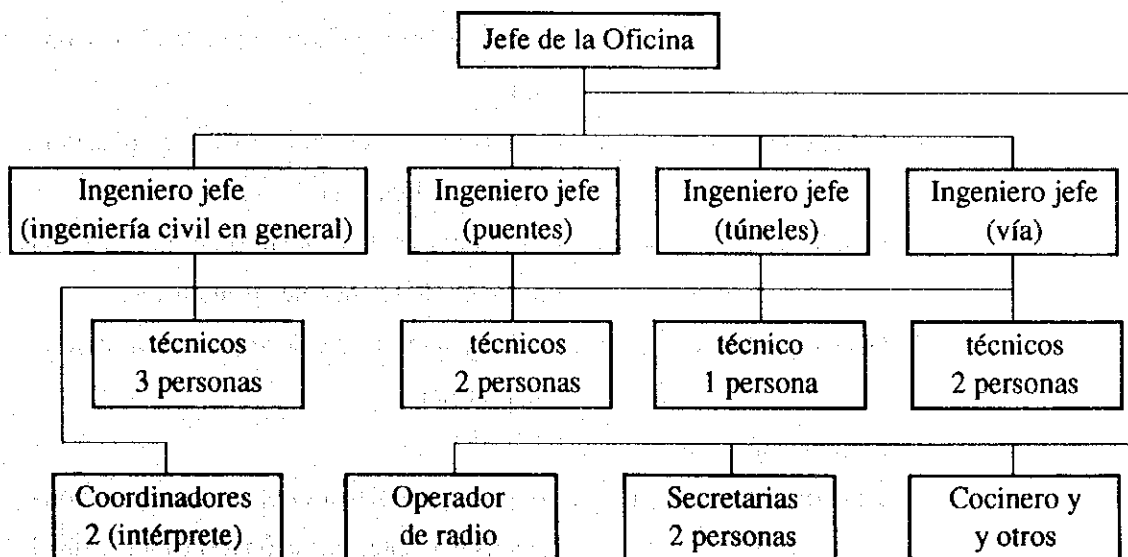 Jefe de la Oficina
Ingeniero jefe
(ingeniería civil en general)
Ingeniero jefe
(puentes)
Ingeniero jefe
(túneles)
Ingeniero jefe
(vía)
técnicos
3 personas
técnicos
2 personas
técnico
1 persona
técnicos
2 personas
Coordinadores
2 (intérprete)
Operador
de radio
Secretarias
2 personas
Cocinero y
y otros